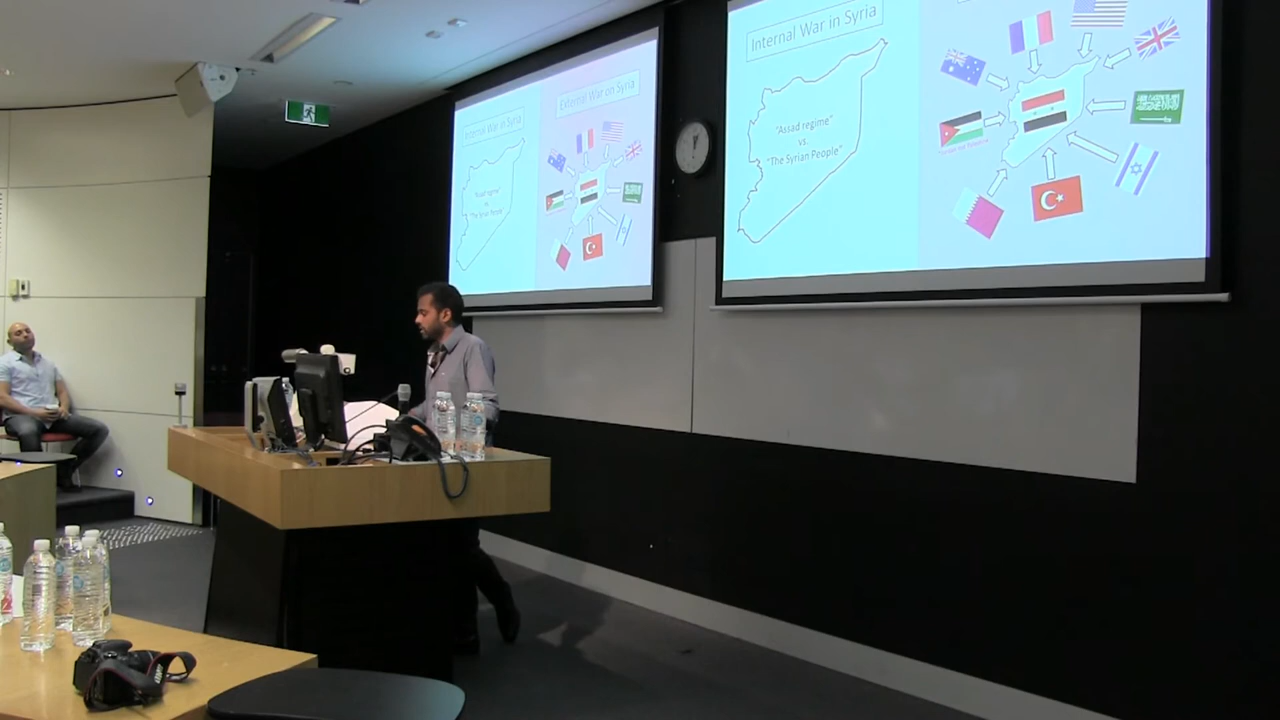 Internal War in Syria
"Assad regime"
vs.
"The Syrian People"
Internal War in Syria
External War on Syria
"Assad regime"
vs.
"The Syrian People"